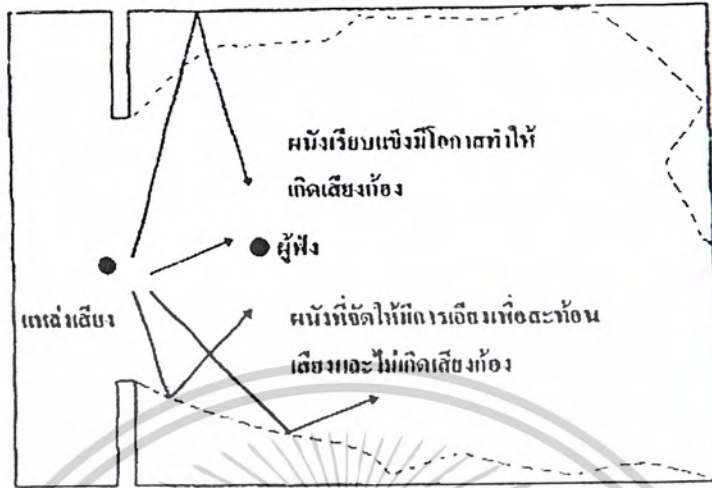 ผนังเรียบแข็งมีโอกาสทำให้
เกิดเสียงก้อง
ผู้ฟัง
แหล่งเสียง
ผนังที่จัดให้มีการเอียงเพื่อสะท้อน
เสียงและไม่เกิดเสียงก้อง